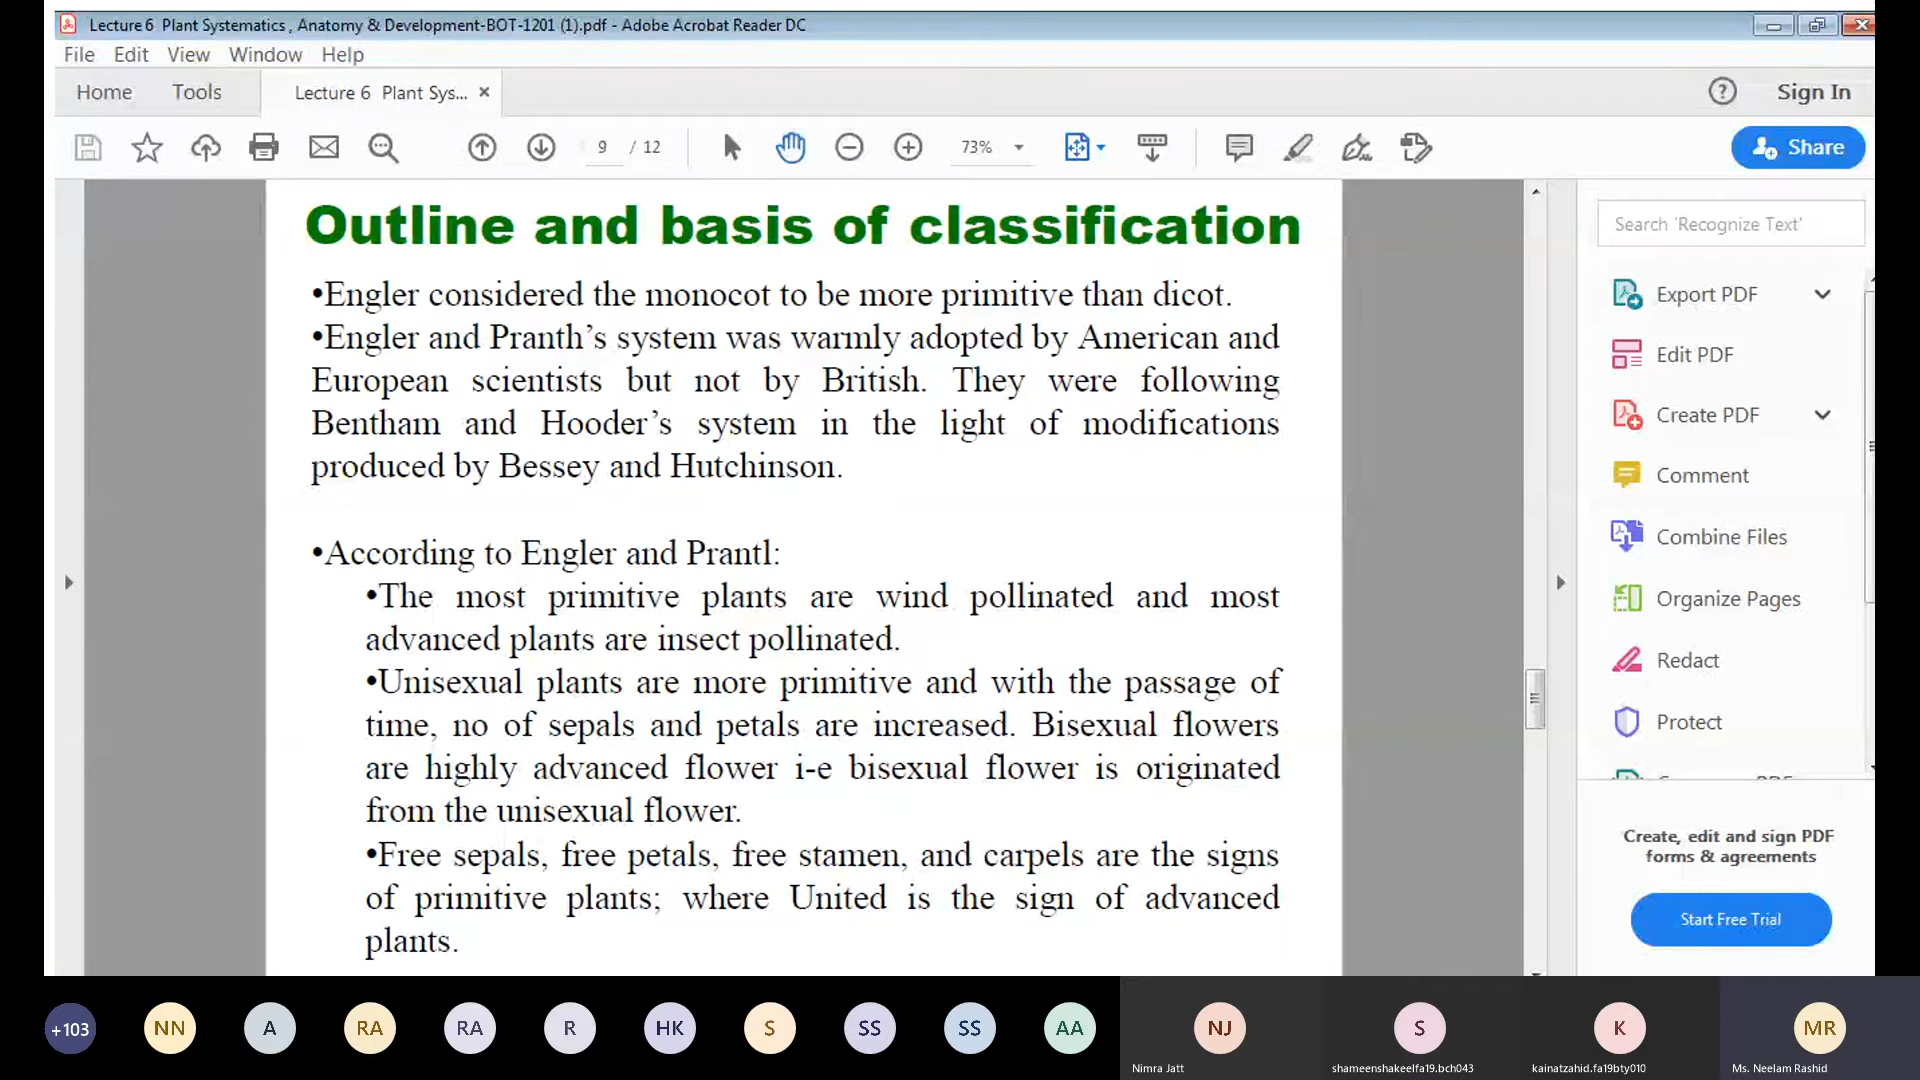 Lecture 6 Plant Systematics , Anatomy & Development-BOT-1201 (1).pdf - Adobe Acrobat Reader DC
File Edit View Window Help
Home Tools Lecture 6 Plant Sys... × Sign In
9 / 12 73% Share
Outline and basis of classification
•Engler considered the monocot to be more primitive than dicot.
•Engler and Pranth’s system was warmly adopted by American and
European scientists but not by British. They were following
Bentham and Hooder’s system in the light of modifications
produced by Bessey and Hutchinson.
•According to Engler and Prantl:
•The most primitive plants are wind pollinated and most
advanced plants are insect pollinated.
•Unisexual plants are more primitive and with the passage of
time, no of sepals and petals are increased. Bisexual flowers
are highly advanced flower i-e bisexual flower is originated
from the unisexual flower.
•Free sepals, free petals, free stamen, and carpels are the signs
of primitive plants; where United is the sign of advanced
plants.
Search 'Recognize Text'
Export PDF
Edit PDF
Create PDF
Comment
Combine Files
Organize Pages
Redact
Protect
Create, edit and sign PDF
forms & agreements
Start Free Trial
+103 NN A RA RA R HK S SS SS AA NJ S K MR
Nimra Jatt shameenshakeelfa19.bch043 kainatzahid.fa19bty010 Ms. Neelam Rashid